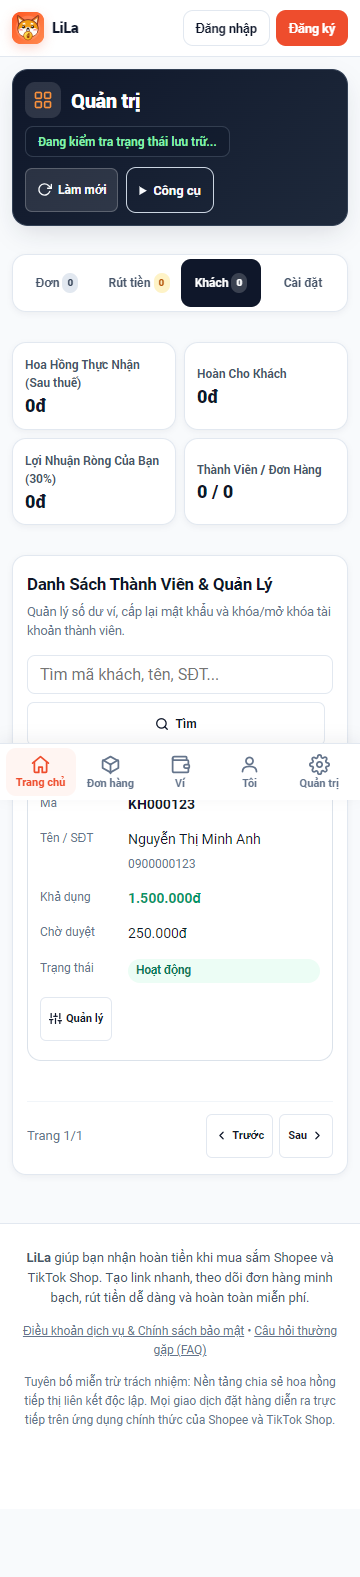 LiLa
Đăng nhập
Đăng ký
Quản trị
Đang kiểm tra trạng thái lưu trữ...
Làm mới
Công cụ
Đơn 0
Rút tiền 0
Khách 0
Cài đặt
Hoa Hồng Thực Nhận
(Sau thuế)
0đ
Hoàn Cho Khách
0đ
Lợi Nhuận Ròng Của Bạn
(30%)
0đ
Thành Viên / Đơn Hàng
0 / 0
Danh Sách Thành Viên & Quản Lý
Quản lý số dư ví, cấp lại mật khẩu và khóa/mở khóa tài
khoản thành viên.
Tìm mã khách, tên, SĐT...
Tìm
Trang chủ
Đơn hàng
Ví
Tôi
Quản trị
Mã KH000123
Tên / SĐT Nguyễn Thị Minh Anh
0900000123
Khả dụng 1.500.000đ
Chờ duyệt 250.000đ
Trạng thái Hoạt động
Quản lý
Trang 1/1
Trước
Sau
LiLa giúp bạn nhận hoàn tiền khi mua sắm Shopee và
TikTok Shop. Tạo link nhanh, theo dõi đơn hàng minh
bạch, rút tiền dễ dàng và hoàn toàn miễn phí.
Điều khoản dịch vụ & Chính sách bảo mật • Câu hỏi thường
gặp (FAQ)
Tuyên bố miễn trừ trách nhiệm: Nền tảng chia sẻ hoa hồng
tiếp thị liên kết độc lập. Mọi giao dịch đặt hàng diễn ra trực
tiếp trên ứng dụng chính thức của Shopee và TikTok Shop.